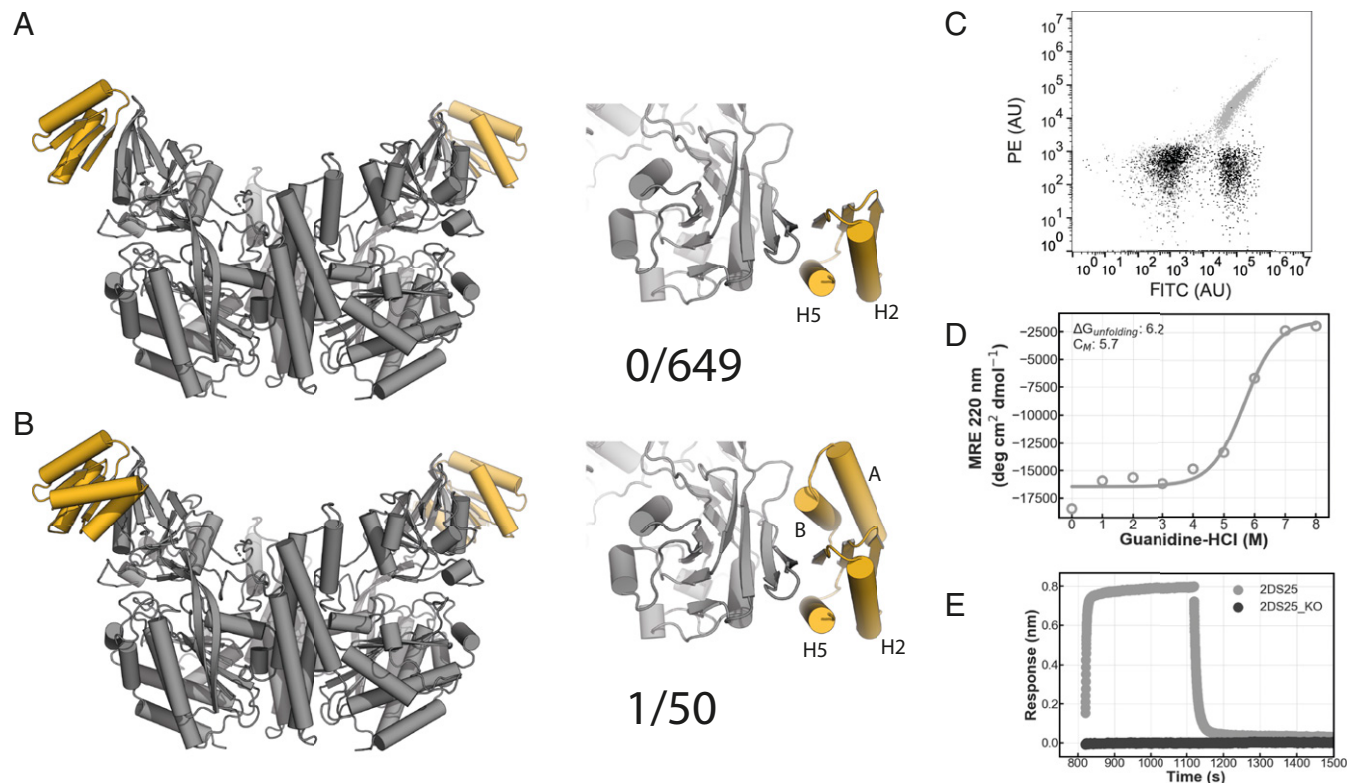 A
H5
H2
0/649
B
A
B
H5
H2
1/50
C
PE (AU)
10⁷
10⁶
10⁵
10⁴
10³
10²
10¹
10⁰
10⁰ 10¹ 10² 10³ 10⁴ 10⁵ 10⁶ 10⁷
FITC (AU)
D
ΔGunfolding: 6.2
CM: 5.7
MRE 220 nm
(deg cm² dmol⁻¹)
−2500
−5000
−7500
−10000
−12500
−15000
−17500
0 1 2 3 4 5 6 7 8
Guanidine-HCl (M)
E
2DS25
2DS25_KO
Response (nm)
0.8
0.6
0.4
0.2
0.0
800 900 1000 1100 1200 1300 1400 1500
Time (s)